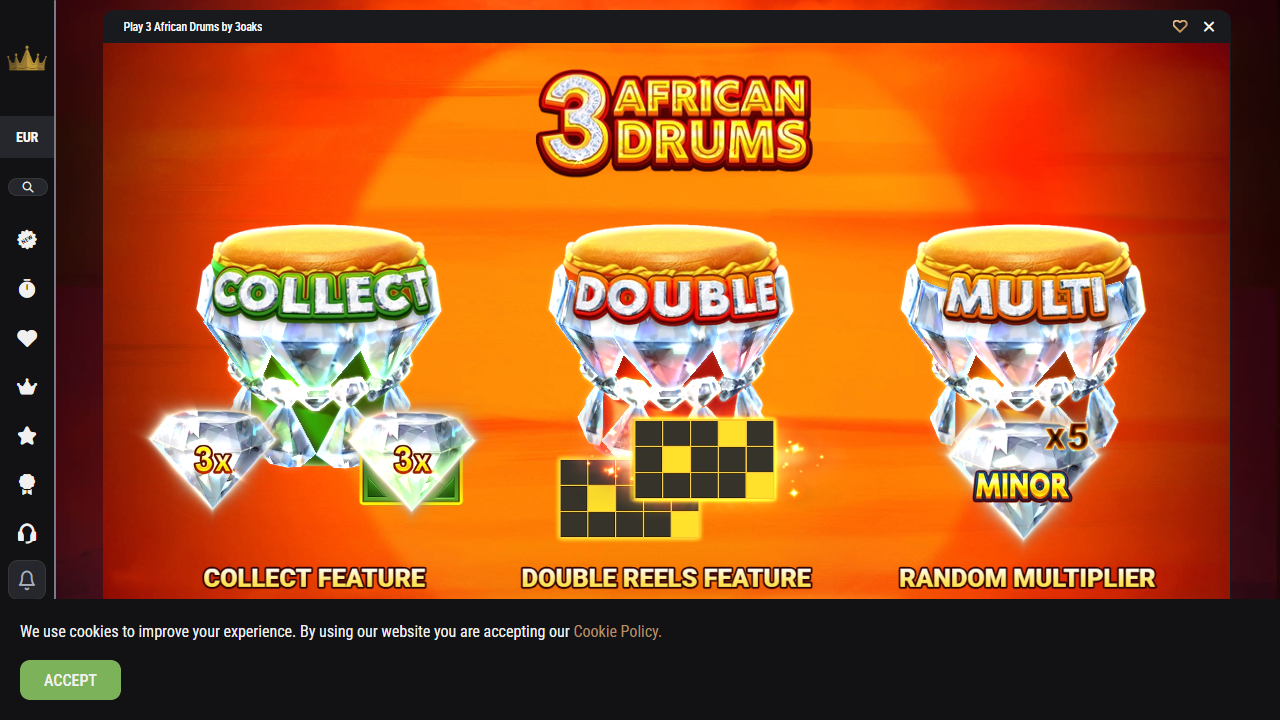 Play 3 African Drums by 3oaks
EUR
NEW
3 AFRICAN
DRUMS
COLLECT
DOUBLE
MULTI
3x
3x
x5
MINOR
COLLECT FEATURE
DOUBLE REELS FEATURE
RANDOM MULTIPLIER
We use cookies to improve your experience. By using our website you are accepting our Cookie Policy.
ACCEPT